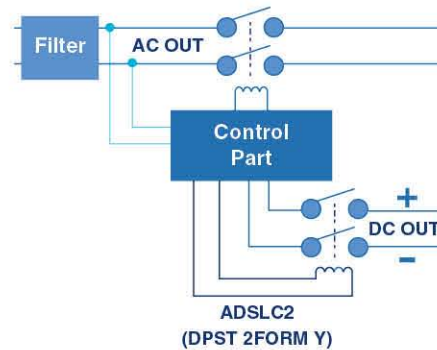 AC OUT
Filter
Control
Part
+
DC OUT
–
ADSLC2
(DPST 2FORM Y)